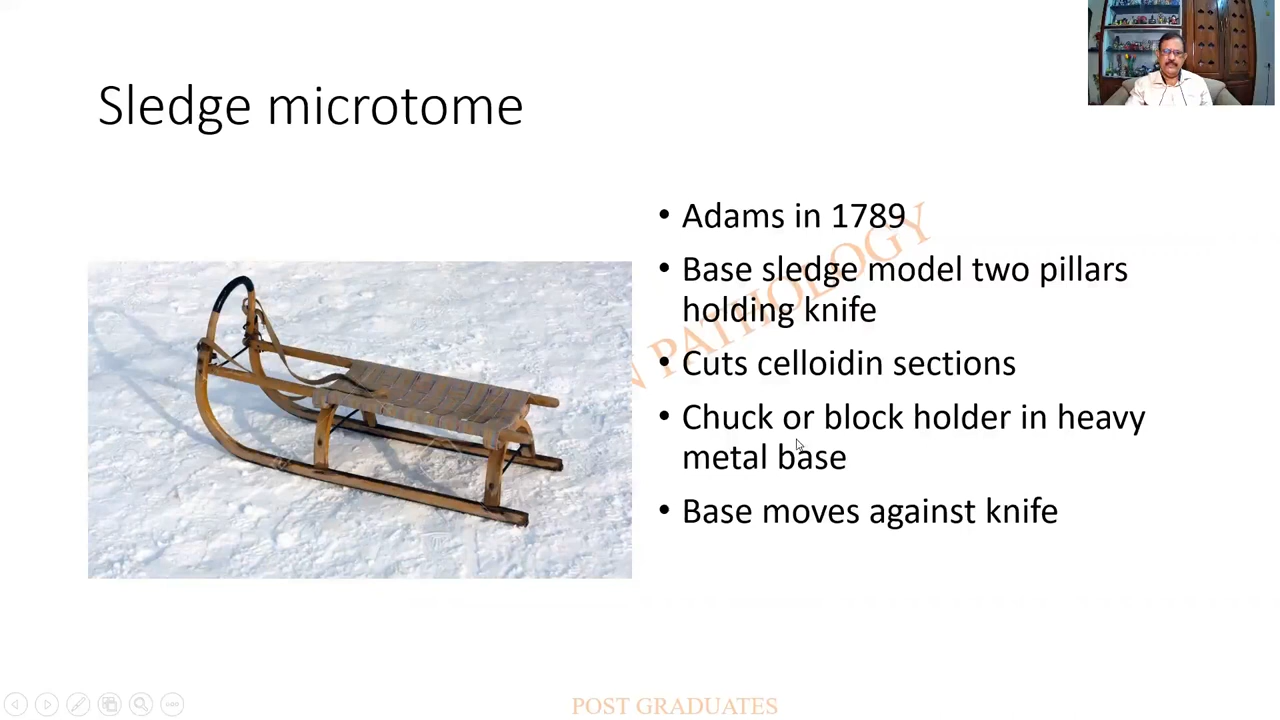 Sledge microtome
• Adams in 1789
• Base sledge model two pillars
holding knife
• Cuts celloidin sections
• Chuck or block holder in heavy
metal base
• Base moves against knife
N PATHOLOGY
POST GRADUATES